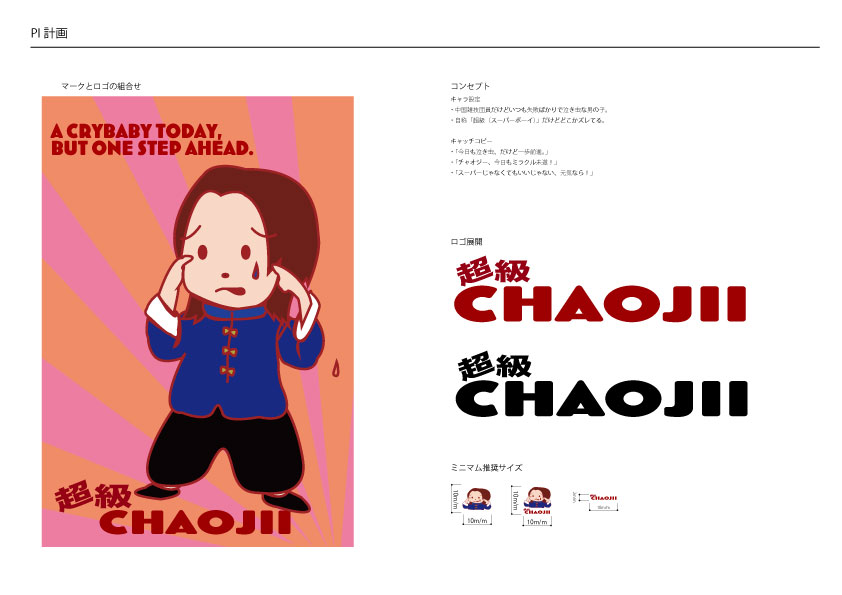 PI 計画
マークとロゴの組合せ
A CRYBABY TODAY,
BUT ONE STEP AHEAD.
超級
CHAOJII
コンセプト
キャラ設定
・中国雑技団員だけどいつも失敗ばかりで泣き虫な男の子。
・自称「超級(スーパーボーイ)」だけどどこかズレてる。
キャッチコピー
・「今日も泣き虫、だけど一歩前進。」
・「チャオジー、今日もミラクル未遂！」
・「スーパーじゃなくてもいいじゃない、元気なら！」
ロゴ展開
超級
CHAOJII
超級
CHAOJII
ミニマム推奨サイズ
10m/m
10m/m
10m/m
CHAOJII
10m/m
CHAOJII